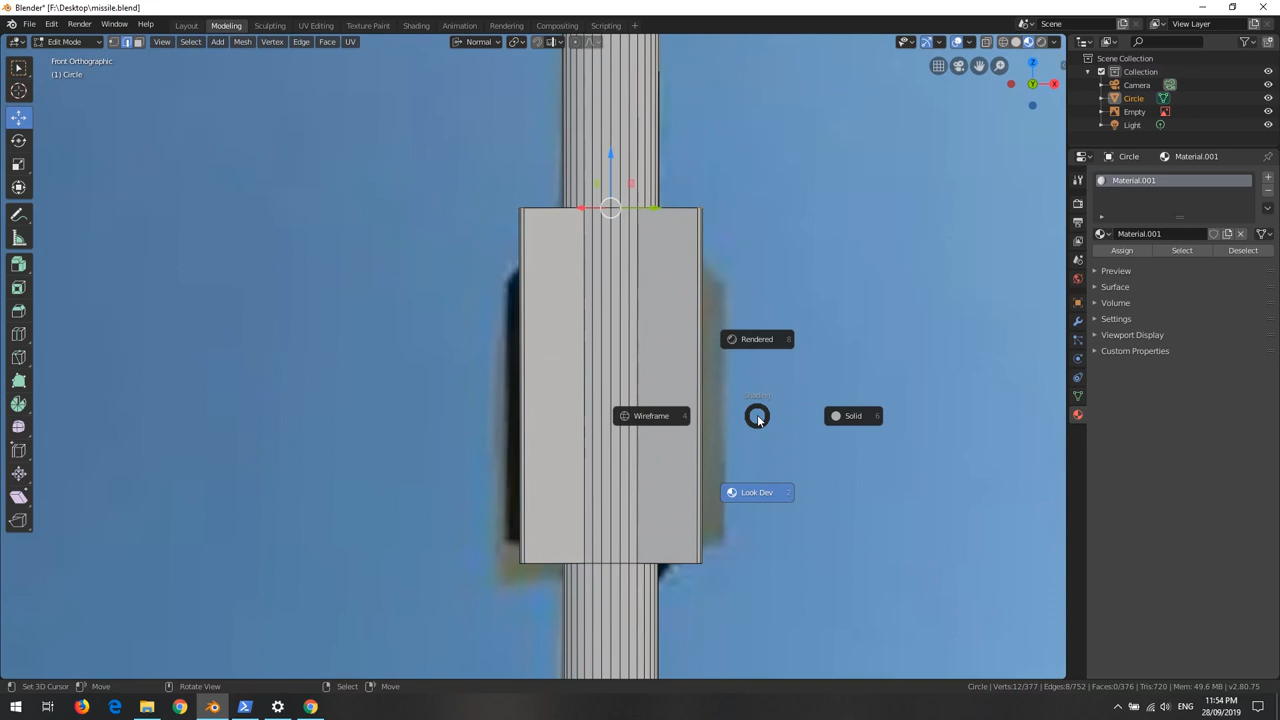 Blender* [F:\Desktop\missile.blend]
File Edit Render Window Help
Layout Modeling Sculpting UV Editing Texture Paint Shading Animation Rendering Compositing Scripting +
Scene
View Layer
Edit Mode
View Select Add Mesh Vertex Edge Face UV
Normal
Front Orthographic
(1) Circle
Z
Y
X
Scene Collection
Collection
Camera
Circle
Empty
Light
Circle Material.001
Material.001
Material.001
Assign Select Deselect
Preview
Surface
Volume
Settings
Viewport Display
Custom Properties
Rendered 8
Shading
Wireframe 4
Solid 6
Look Dev 2
Set 3D Cursor Move Rotate View Select Move
Circle | Verts:12/377 | Edges:8/752 | Faces:0/376 | Tris:720 | Mem: 49.6 MB | v2.80.75
ENG
11:54 PM
28/09/2019